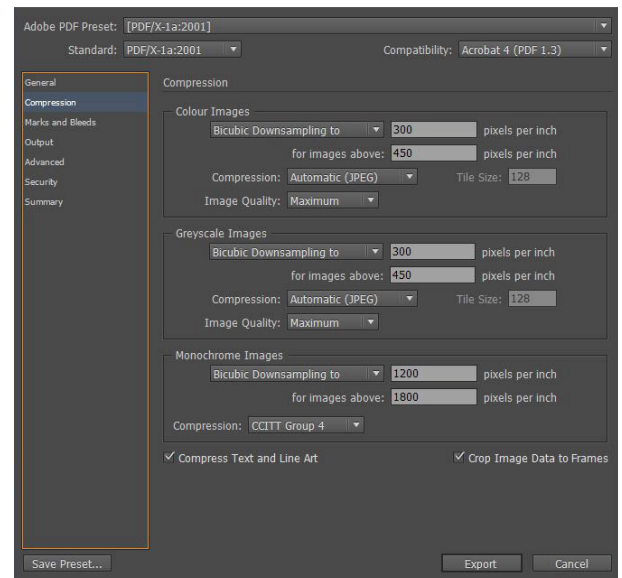 Adobe PDF Preset: [PDF/X-1a:2001]
Standard: PDF/X-1a:2001 Compatibility: Acrobat 4 (PDF 1.3)
General
Compression
Marks and Bleeds
Output
Advanced
Security
Summary
Compression
Colour Images
Bicubic Downsampling to 300 pixels per inch
for images above: 450 pixels per inch
Compression: Automatic (JPEG) Tile Size: 128
Image Quality: Maximum
Greyscale Images
Bicubic Downsampling to 300 pixels per inch
for images above: 450 pixels per inch
Compression: Automatic (JPEG) Tile Size: 128
Image Quality: Maximum
Monochrome Images
Bicubic Downsampling to 1200 pixels per inch
for images above: 1800 pixels per inch
Compression: CCITT Group 4
Compress Text and Line Art Crop Image Data to Frames
Save Preset... Export Cancel